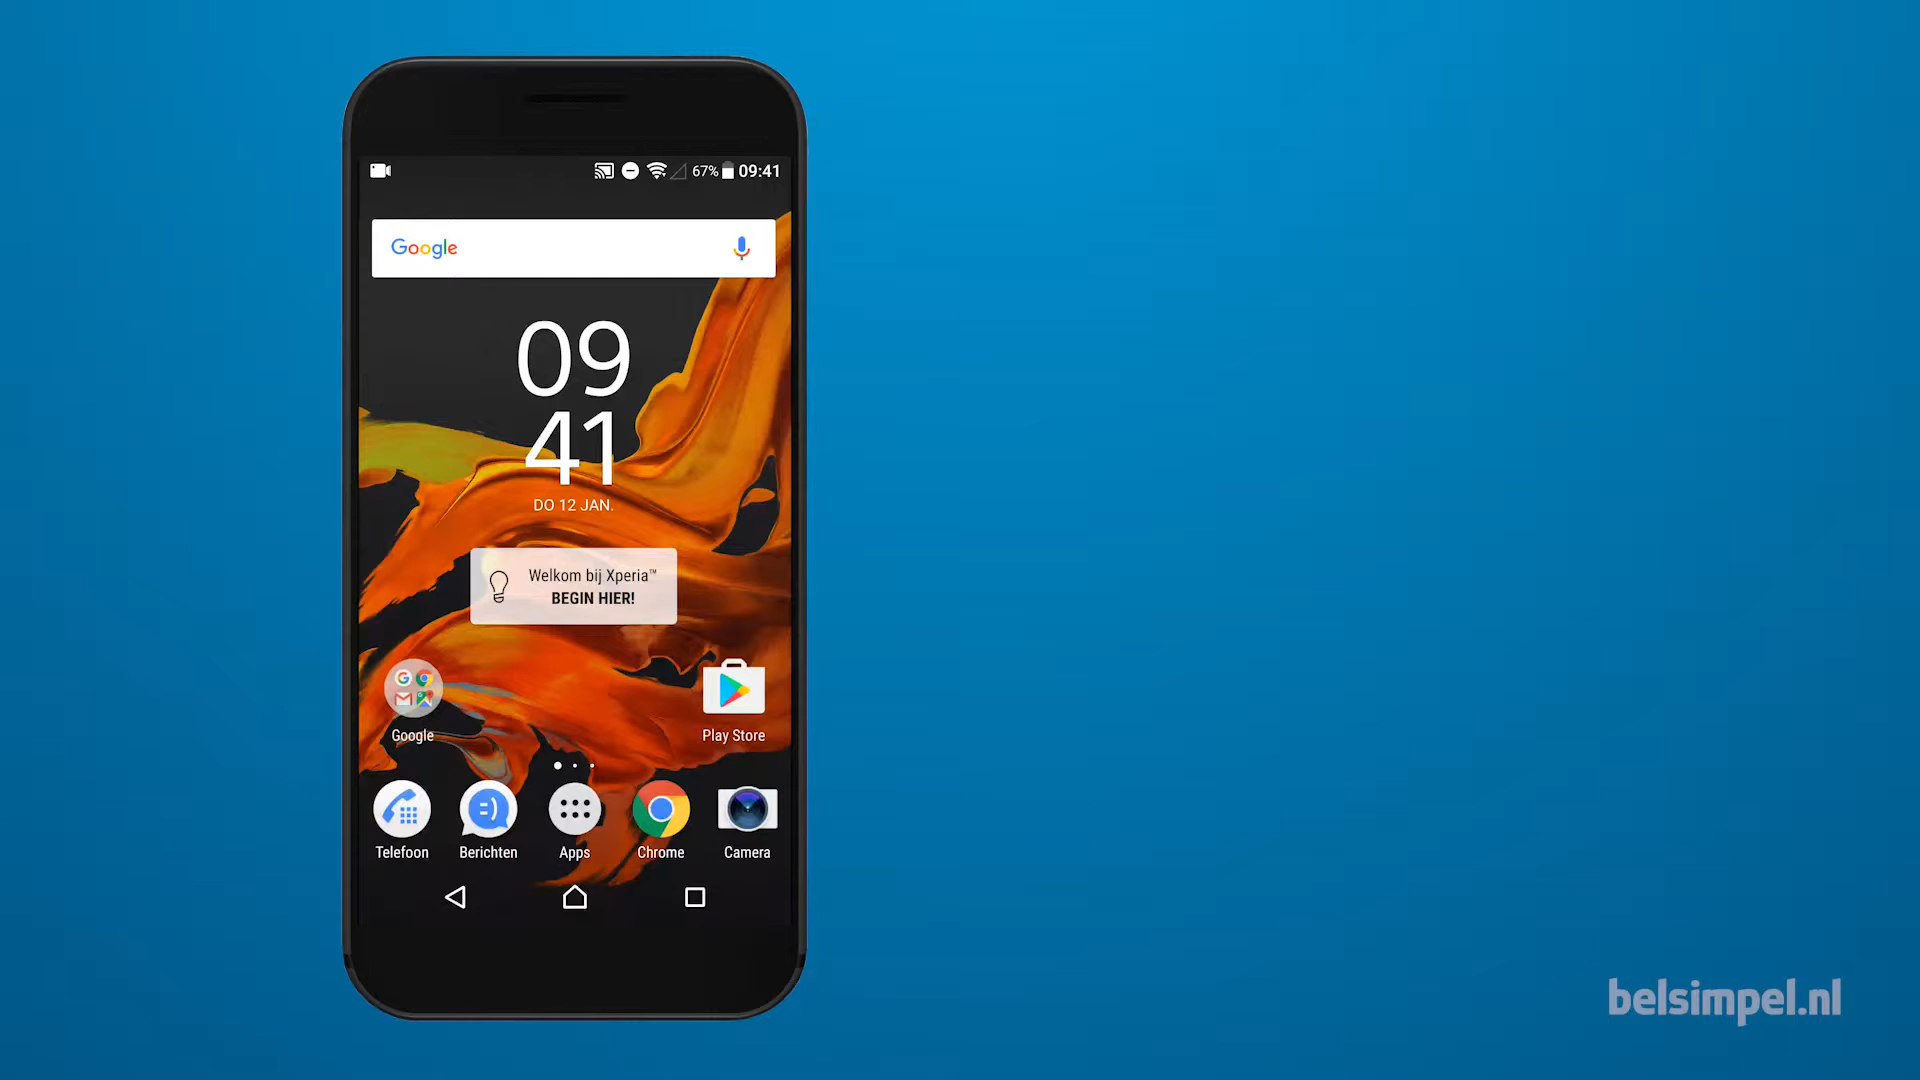 67% 09:41
Google
09
41
DO 12 JAN.
Welkom bij Xperia™
BEGIN HIER!
Google
Play Store
Telefoon
Berichten
Apps
Chrome
Camera
belsimpel.nl